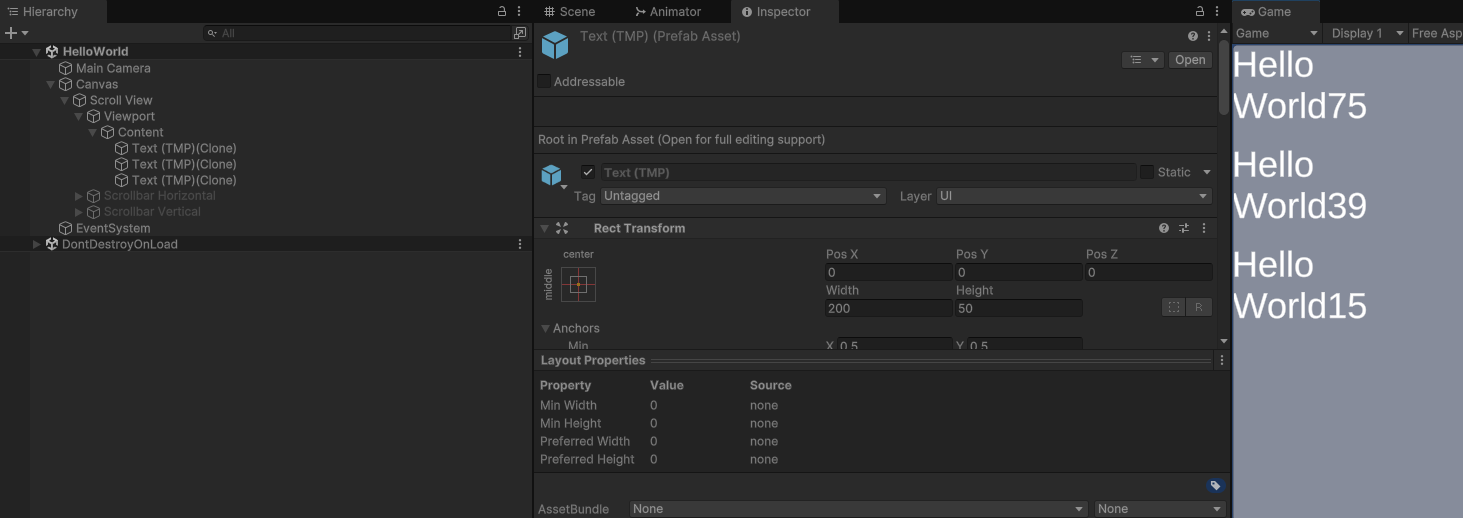 Hierarchy
All
HelloWorld
Main Camera
Canvas
Scroll View
Viewport
Content
Text (TMP)(Clone)
Text (TMP)(Clone)
Text (TMP)(Clone)
Scrollbar Horizontal
Scrollbar Vertical
EventSystem
DontDestroyOnLoad
Scene Animator Inspector
Text (TMP) (Prefab Asset)
Open
Addressable
Root in Prefab Asset (Open for full editing support)
Text (TMP) Static
Tag Untagged Layer UI
Rect Transform
center
middle
Pos X Pos Y Pos Z
0 0 0
Width Height
200 50 R
Anchors
Min X 0.5 Y 0.5
Layout Properties
Property Value Source
Min Width 0 none
Min Height 0 none
Preferred Width 0 none
Preferred Height 0 none
AssetBundle None None
Game
Game Display 1 Free Asp
Hello
World75
Hello
World39
Hello
World15